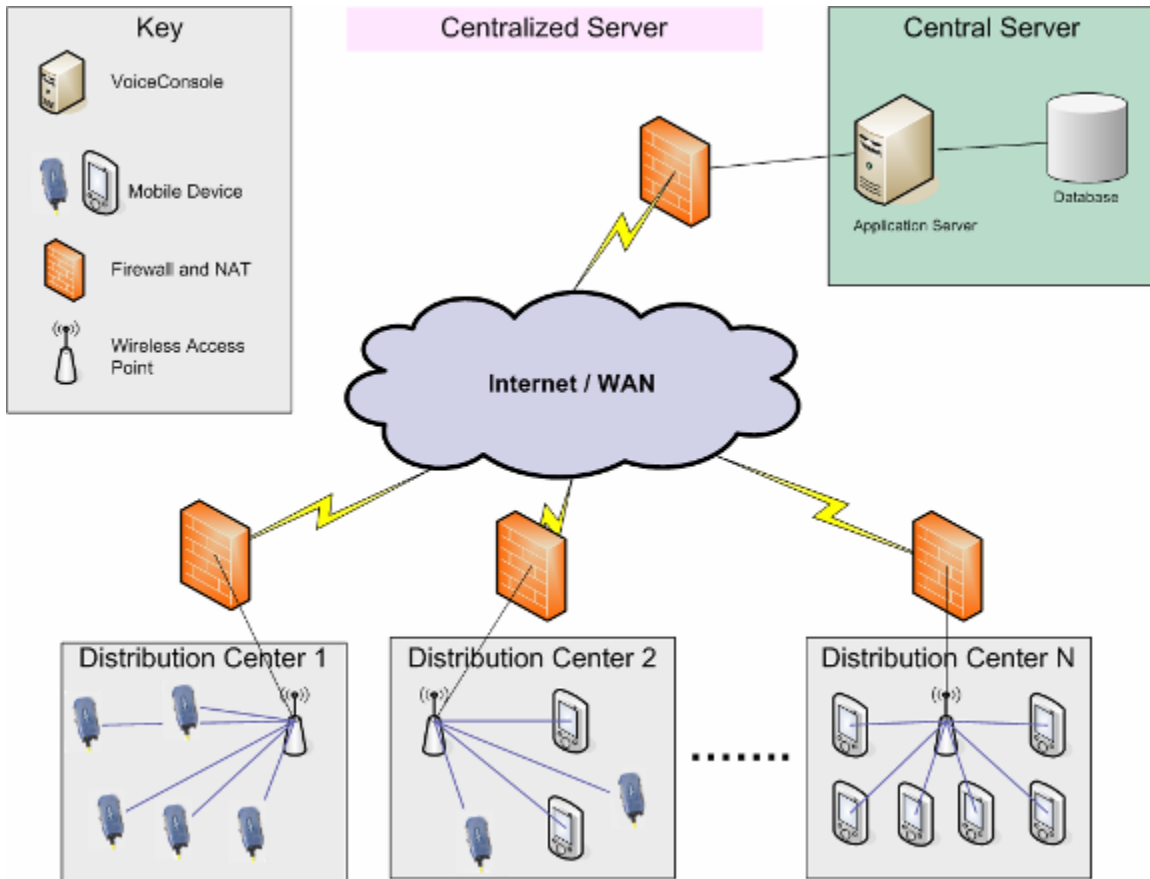 Key
VoiceConsole
Mobile Device
Firewall and NAT
Wireless Access
Point
Centralized Server
Central Server
Application Server
Database
Internet / WAN
Distribution Center 1
Distribution Center 2
Distribution Center N